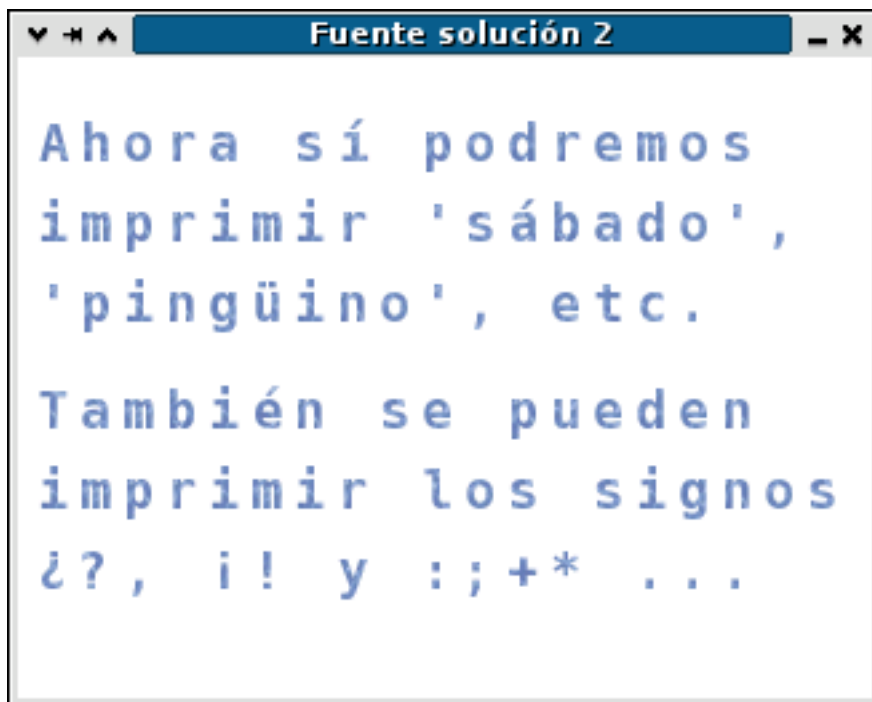 Fuente solución 2
Ahora sí podremos
imprimir 'sábado',
'pingüino', etc.
También se pueden
imprimir los signos
¿?, ¡! y :;+* ...